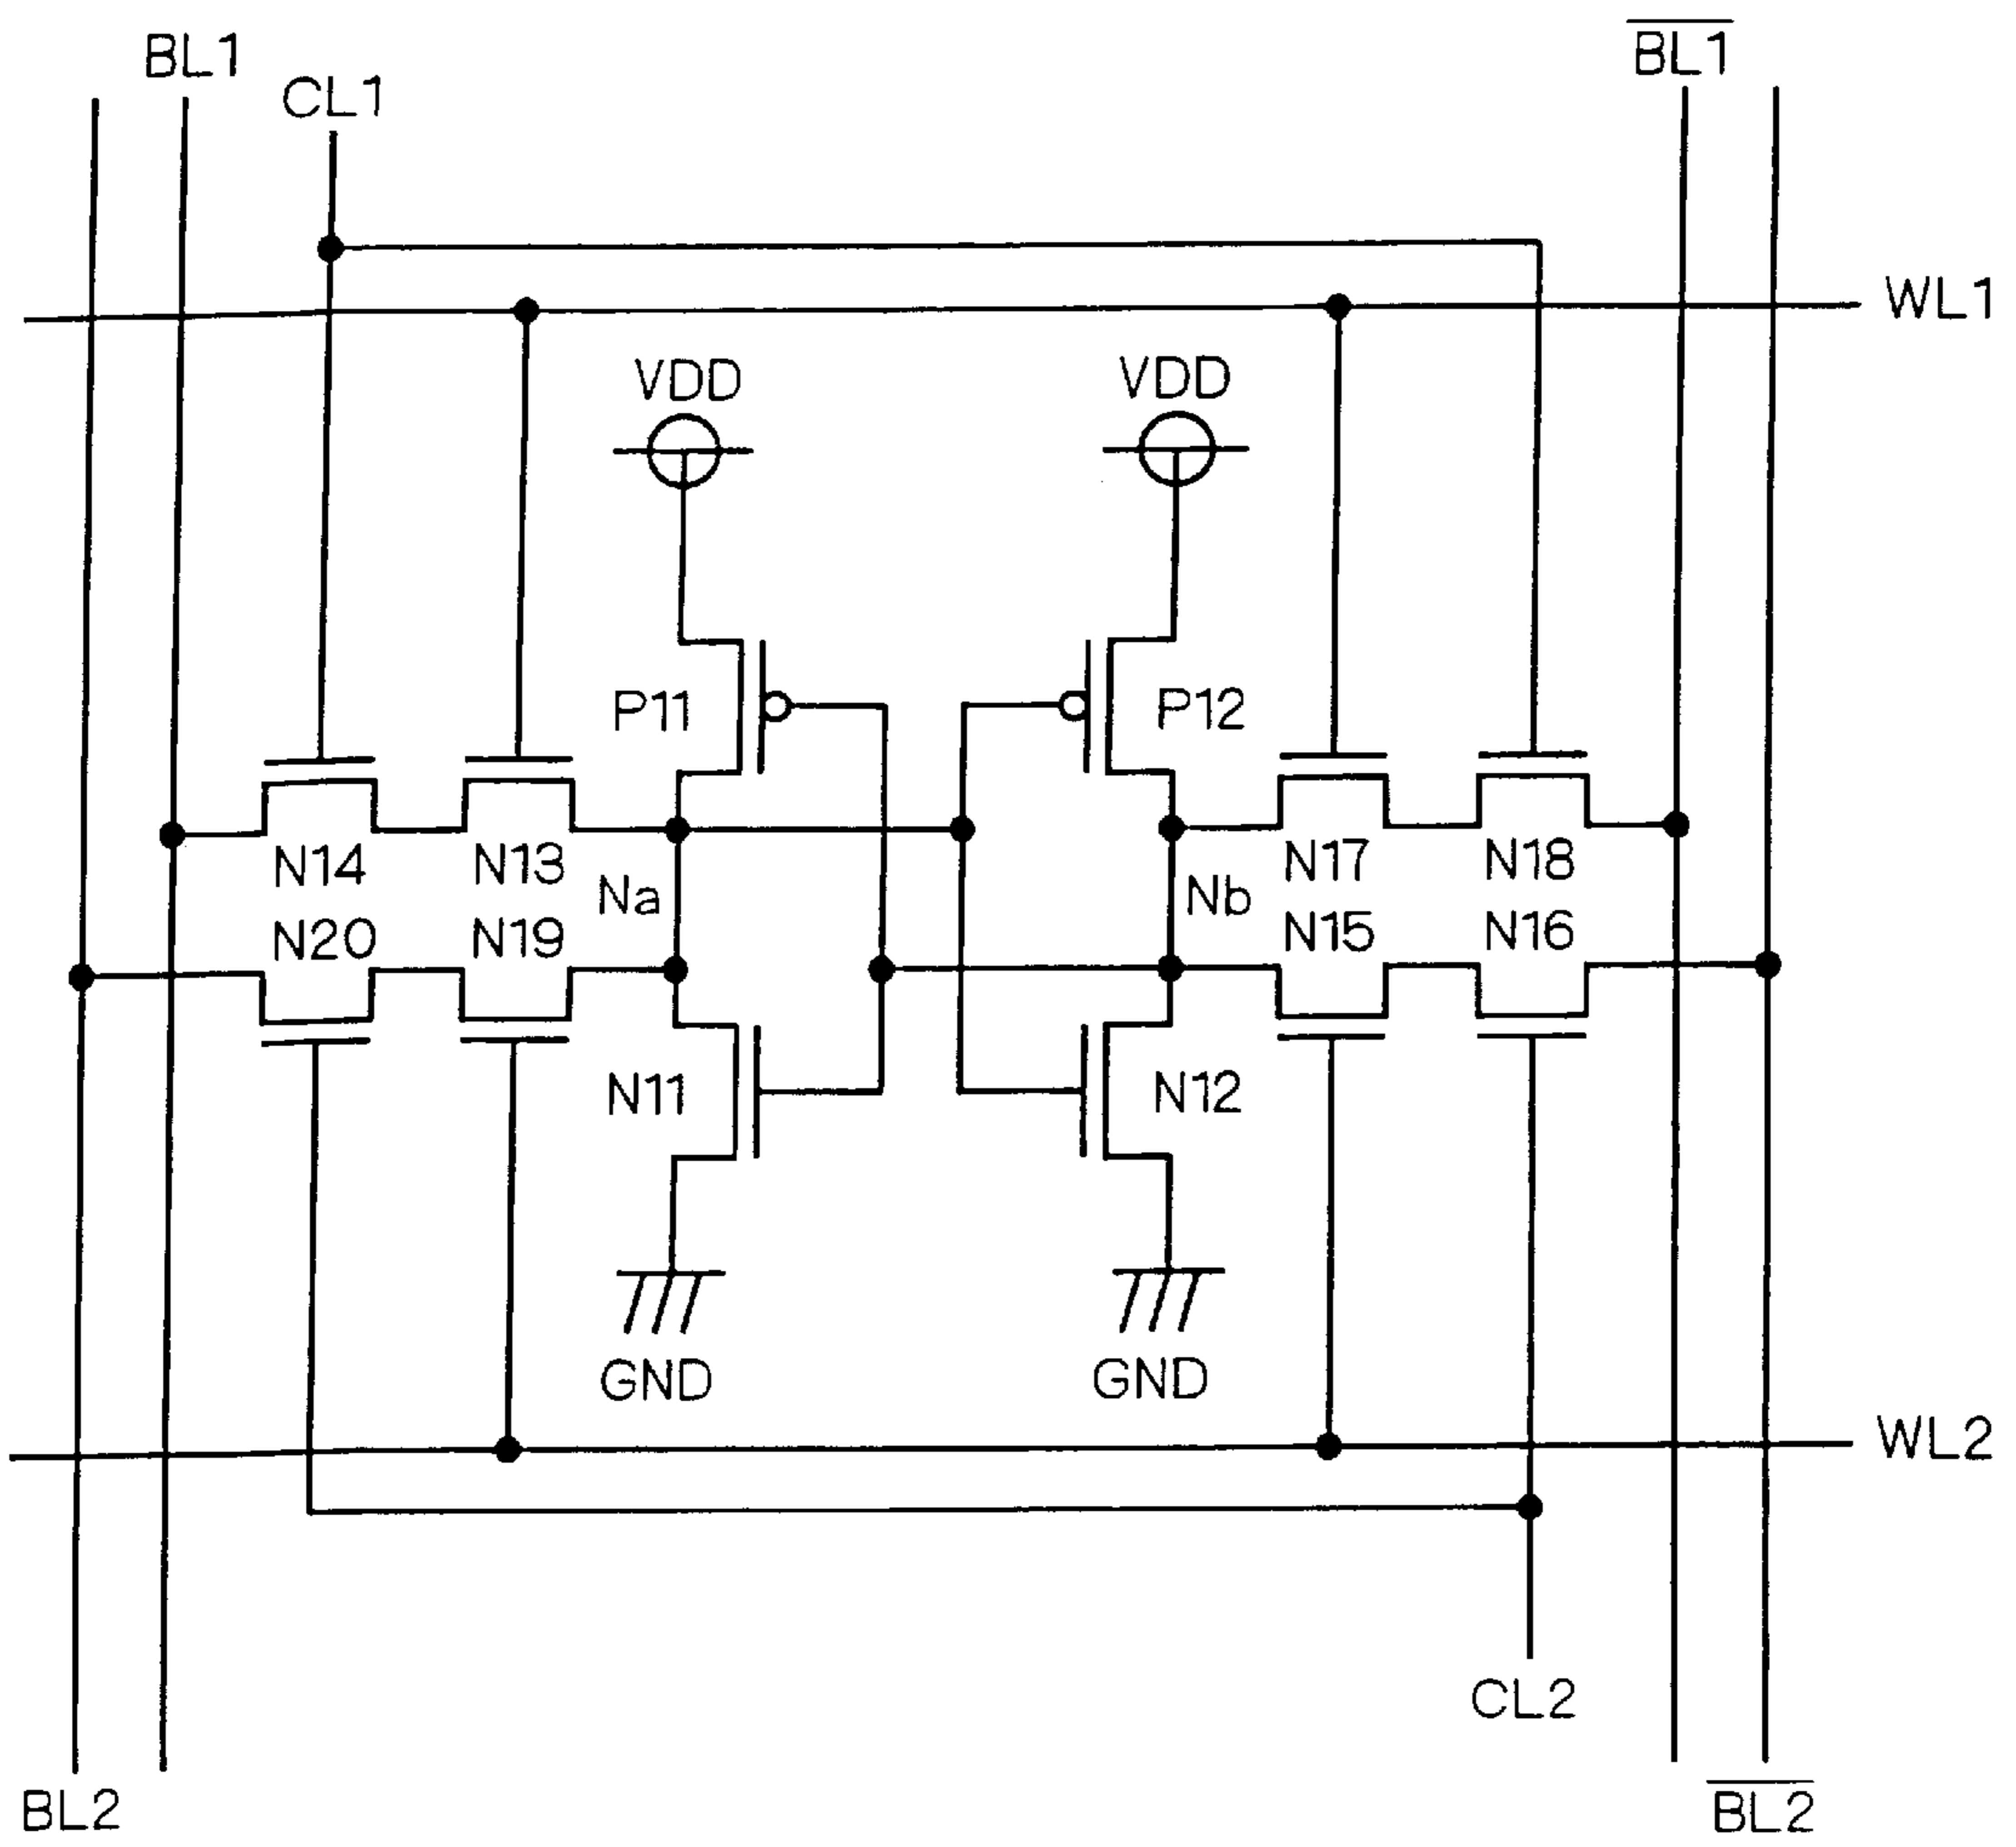 BL1
BL1
CL1
WL1
VDD
VDD
P11
P12
N14
N13
Na
N17
N18
Nb
N20
N19
N15
N16
N11
N12
GND
GND
WL2
CL2
BL2
BL2